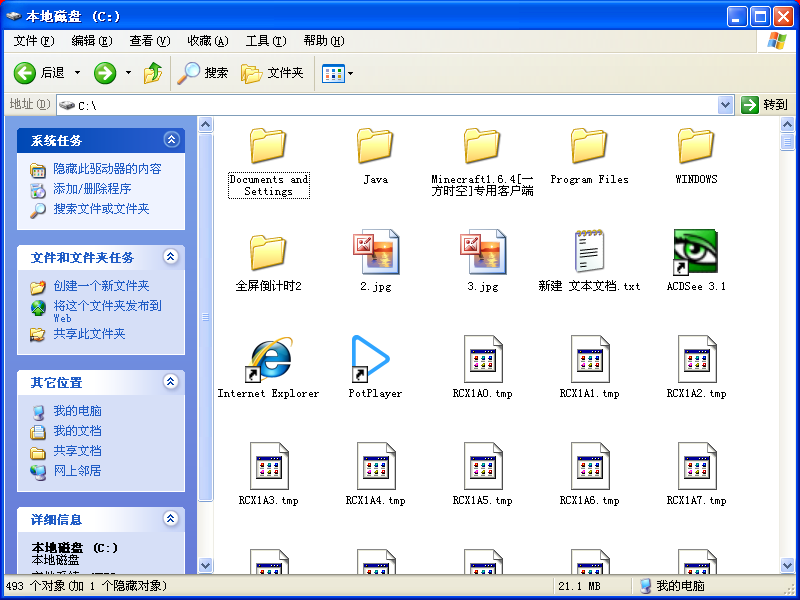 本地磁盘 (C:)
文件(F) 编辑(E) 查看(V) 收藏(A) 工具(T) 帮助(H)
后退 搜索 文件夹
地址(D) C:\ 转到
系统任务
隐藏此驱动器的内容
添加/删除程序
搜索文件或文件夹
文件和文件夹任务
创建一个新文件夹
将这个文件夹发布到
Web
共享此文件夹
其它位置
我的电脑
我的文档
共享文档
网上邻居
详细信息
本地磁盘 (C:)
本地磁盘
Documents and
Settings
Java
Minecraft1.6.4[一
方时空]专用客户端
Program Files
WINDOWS
全屏倒计时2
2.jpg
3.jpg
新建 文本文档.txt
ACDSee 3.1
Internet Explorer
PotPlayer
RCX1A0.tmp
RCX1A1.tmp
RCX1A2.tmp
RCX1A3.tmp
RCX1A4.tmp
RCX1A5.tmp
RCX1A6.tmp
RCX1A7.tmp
493 个对象(加 1 个隐藏对象)
21.1 MB
我的电脑